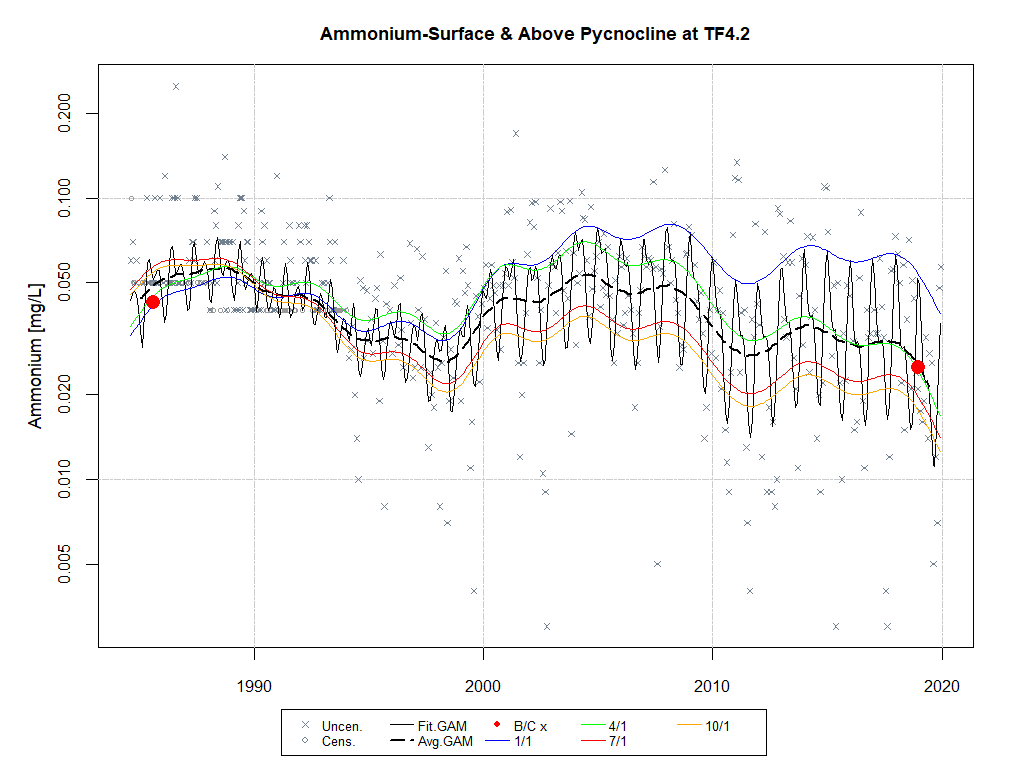 Ammonium-Surface & Above Pycnocline at TF4.2
Ammonium [mg/L]
0.200
0.100
0.050
0.020
0.010
0.005
1990 2000 2010 2020
Uncen. Fit.GAM B/C x 4/1 10/1
Cens. Avg.GAM 1/1 7/1